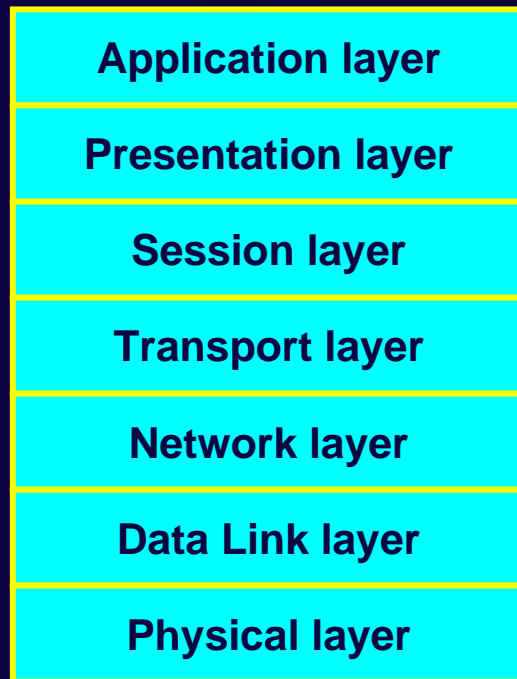 Application layer
Presentation layer
Session layer
Transport layer
Network layer
Data Link layer
Physical layer